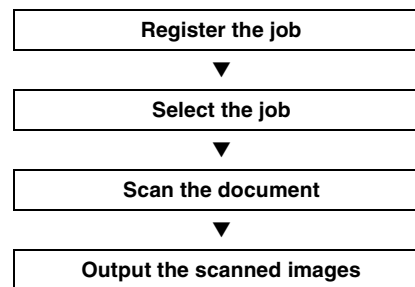 Register the job
Select the job
Scan the document
Output the scanned images